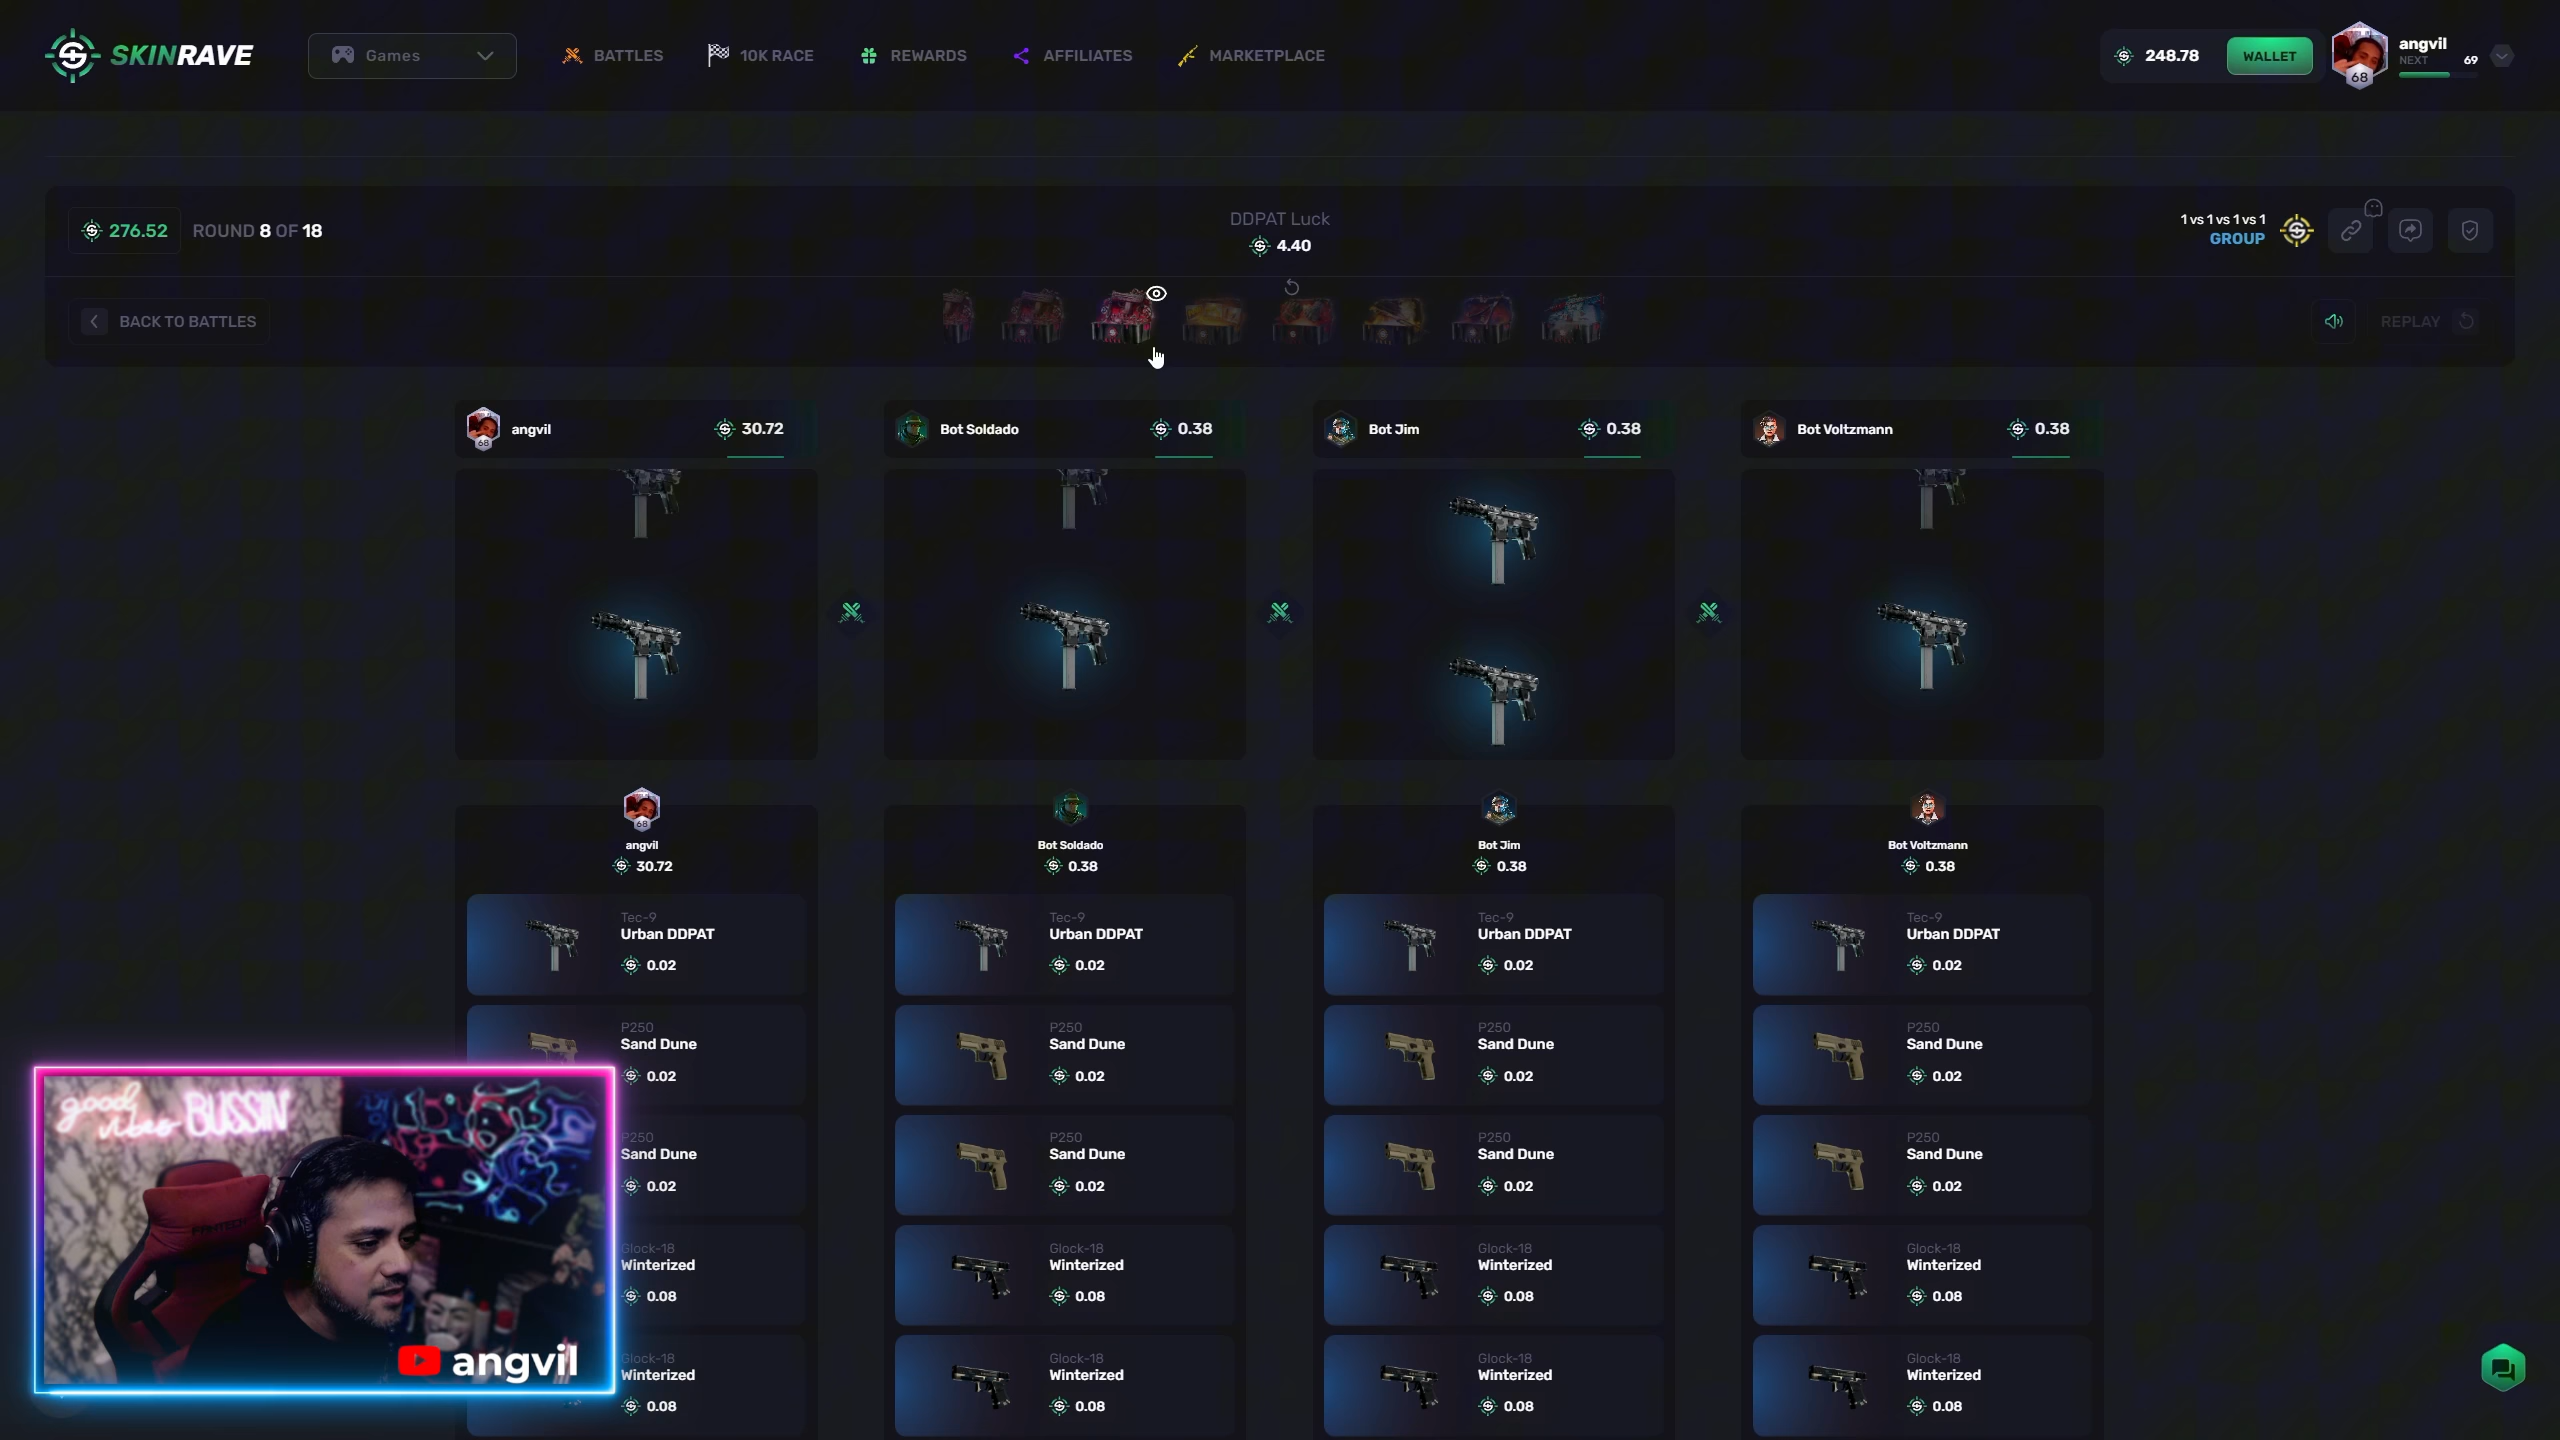 SKINRAVE
Games
BATTLES
10K RACE
REWARDS
AFFILIATES
MARKETPLACE
248.78
WALLET
68
angvil
NEXT 69
276.52
ROUND 8 OF 18
DDPAT Luck
4.40
1 vs 1 vs 1 vs 1
GROUP
BACK TO BATTLES
REPLAY
68
angvil
30.72
Bot Soldado
0.38
Bot Jim
0.38
Bot Voltzmann
0.38
68
angvil
30.72
Bot Soldado
0.38
Bot Jim
0.38
Bot Voltzmann
0.38
Tec-9
Urban DDPAT
0.02
Tec-9
Urban DDPAT
0.02
Tec-9
Urban DDPAT
0.02
Tec-9
Urban DDPAT
0.02
P250
Sand Dune
0.02
P250
Sand Dune
0.02
P250
Sand Dune
0.02
P250
Sand Dune
0.02
P250
Sand Dune
0.02
P250
Sand Dune
0.02
P250
Sand Dune
0.02
P250
Sand Dune
0.02
Glock-18
Winterized
0.08
Glock-18
Winterized
0.08
Glock-18
Winterized
0.08
Glock-18
Winterized
0.08
Glock-18
Winterized
0.08
Glock-18
Winterized
0.08
Glock-18
Winterized
0.08
Glock-18
Winterized
0.08
good
vibes
BUSSIN'
angvil